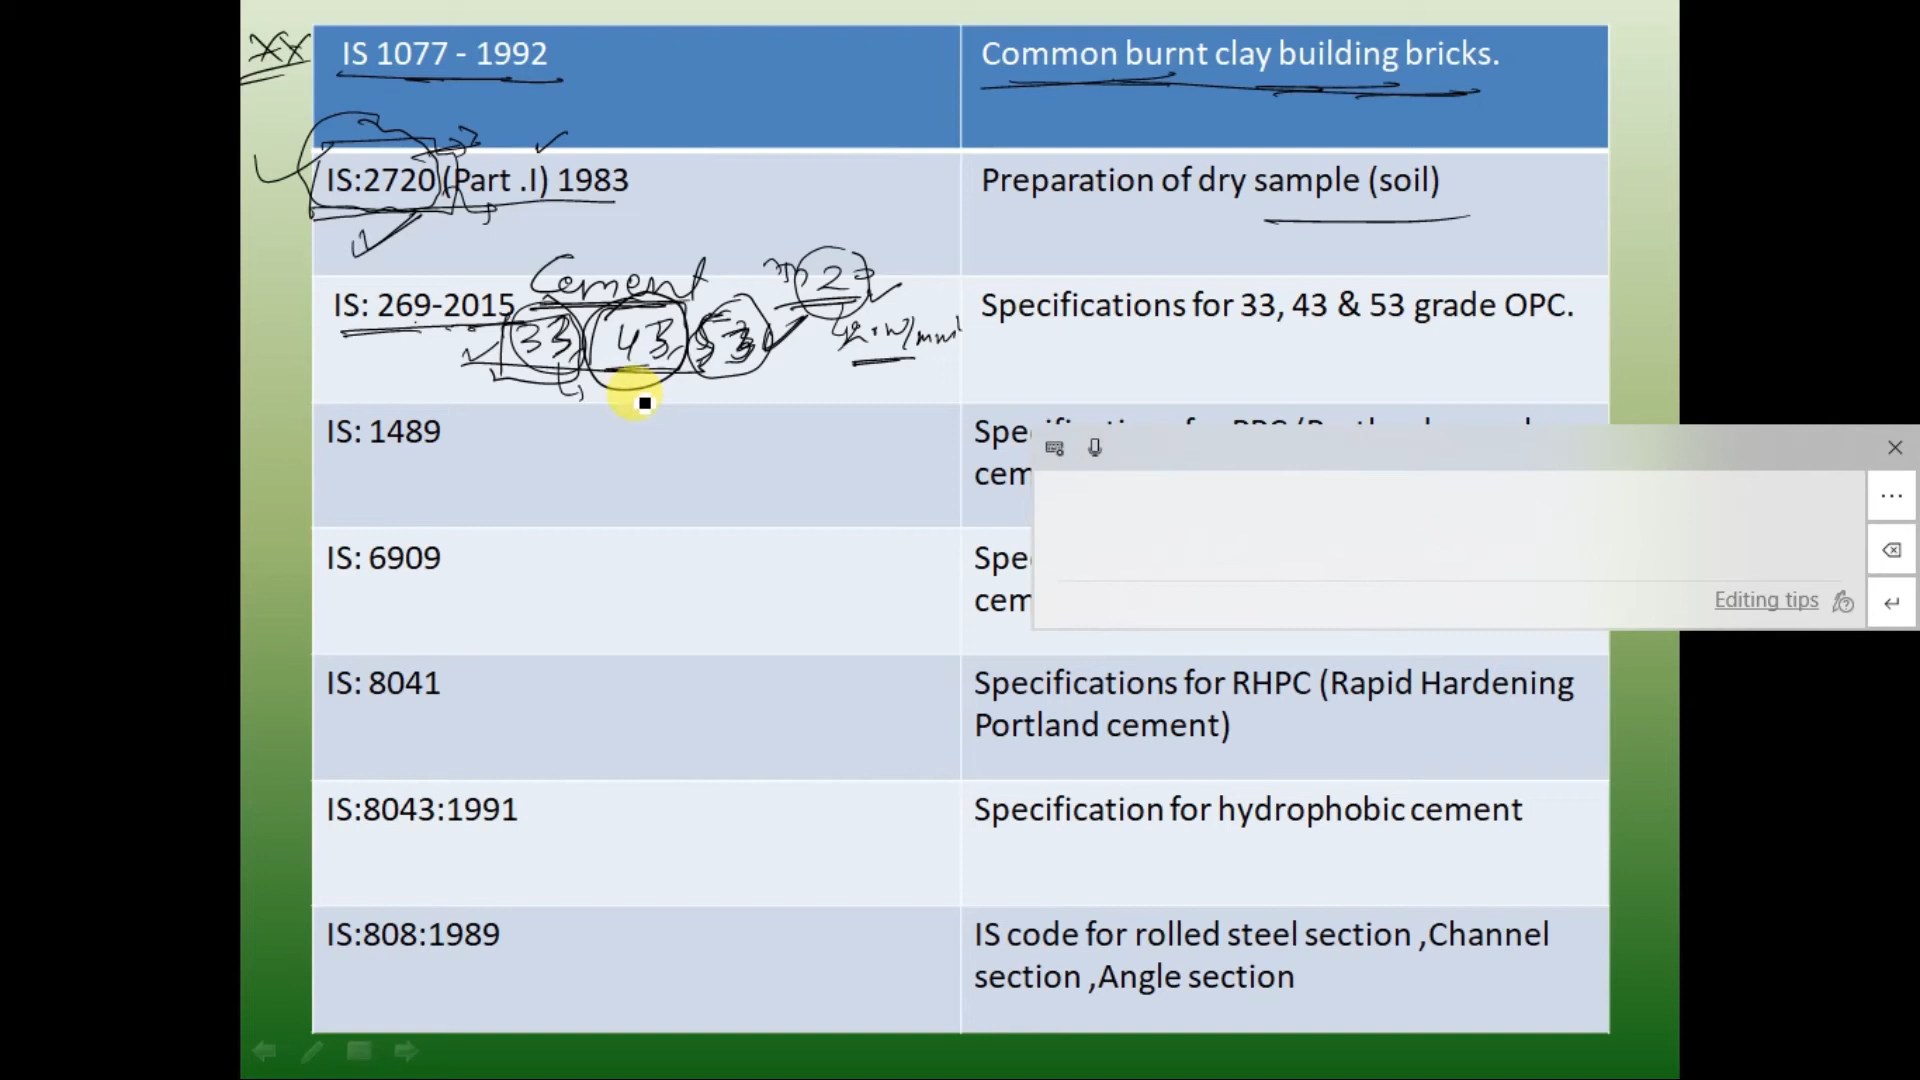 IS 1077 - 1992
Common burnt clay building bricks.
IS:2720 (Part .I) 1983
Preparation of dry sample (soil)
Cement
IS: 269-2015
33 43 53
Specifications for 33, 43 & 53 grade OPC.
IS: 1489
cem
IS: 6909
Spe
cem
Editing tips
IS: 8041
Specifications for RHPC (Rapid Hardening
Portland cement)
IS:8043:1991
Specification for hydrophobic cement
IS:808:1989
IS code for rolled steel section ,Channel
section ,Angle section